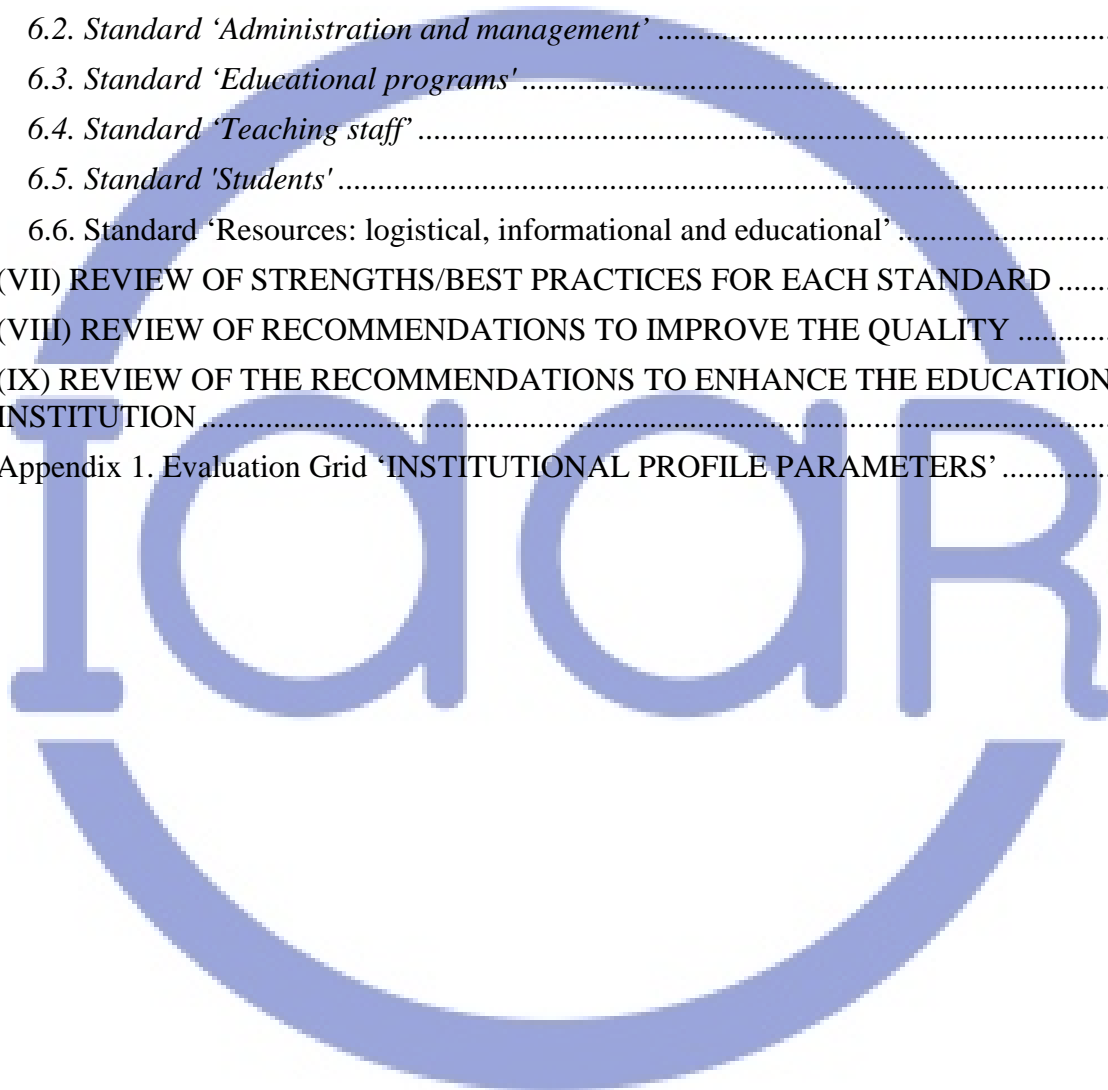 6.2. Standard ‘Administration and management’ ....................
6.3. Standard ‘Educational programs' ....................
6.4. Standard ‘Teaching staff’ ....................
6.5. Standard 'Students' ....................
6.6. Standard ‘Resources: logistical, informational and educational’ ....................
(VII) REVIEW OF STRENGTHS/BEST PRACTICES FOR EACH STANDARD ......
(VIII) REVIEW OF RECOMMENDATIONS TO IMPROVE THE QUALITY ..........
(IX) REVIEW OF THE RECOMMENDATIONS TO ENHANCE THE EDUCATION
INSTITUTION ....................
Appendix 1. Evaluation Grid ‘INSTITUTIONAL PROFILE PARAMETERS’ ............
IaaR